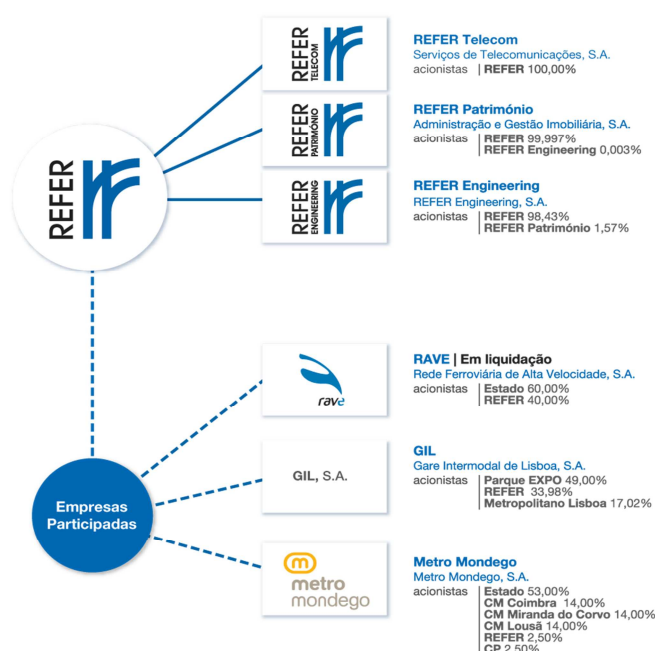 REFER
REFER
TELECOM
REFER Telecom
Serviços de Telecomunicações, S.A.
acionistas | REFER 100,00%
REFER
PATRIMÓNIO
REFER Património
Administração e Gestão Imobiliária, S.A.
acionistas | REFER 99,997%
REFER Engineering 0,003%
REFER
ENGINEERING
REFER Engineering
REFER Engineering, S.A.
acionistas | REFER 98,43%
REFER Património 1,57%
Empresas
Participadas
rave
RAVE | Em liquidação
Rede Ferroviária de Alta Velocidade, S.A.
acionistas | Estado 60,00%
REFER 40,00%
GIL, S.A.
GIL
Gare Intermodal de Lisboa, S.A.
acionistas | Parque EXPO 49,00%
REFER 33,98%
Metropolitano Lisboa 17,02%
metro
mondego
Metro Mondego
Metro Mondego, S.A.
acionistas | Estado 53,00%
CM Coimbra 14,00%
CM Miranda do Corvo 14,00%
CM Lousã 14,00%
REFER 2,50%
CP 2,50%